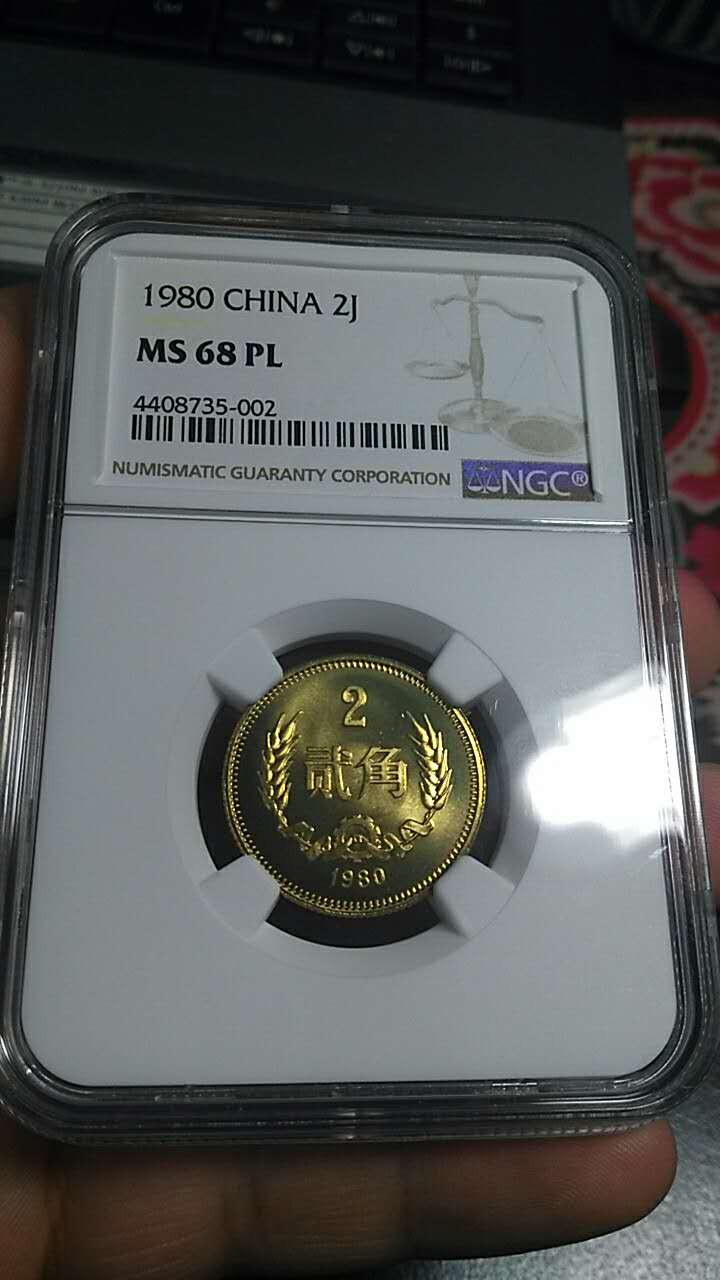 1980 CHINA 2J
MS 68 PL
4408735-002
NUMISMATIC GUARANTY CORPORATION
NGC®
2
贰角
1980